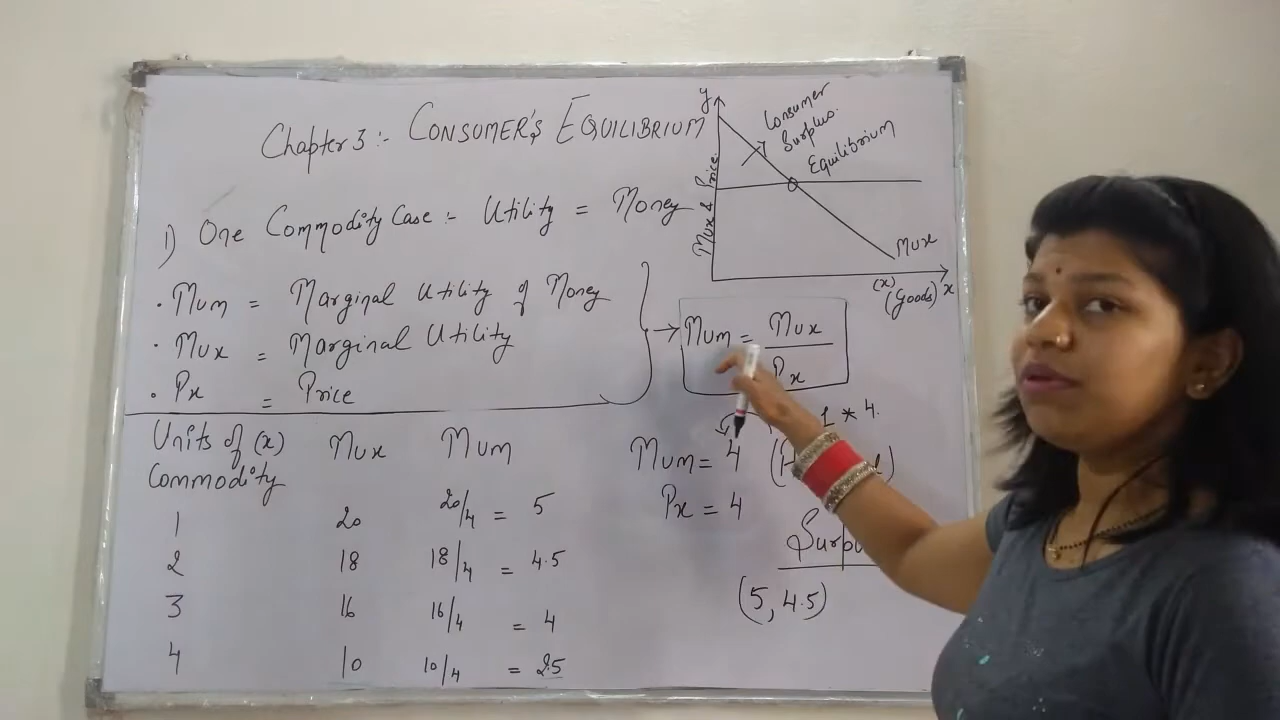 Chapter 3 :- CONSUMER'S EQUILIBRIUM
1) One Commodity Case :- Utility = Money
• Mum = Marginal Utility of Money
• Mux = Marginal Utility
• Px = Price
y
Consumer
Surplus.
Equilibrium
Mux & Price
Mux
(x)
(Goods) x
Mum = Mux
Px
Units of (x) Mux Mum
Commodity
1 20 20/4 = 5
2 18 18/4 = 4.5
3 16 16/4 = 4
4 10 10/4 = 2.5
1 * 4.
Mum = 4
Px = 4
(5, 4.5)